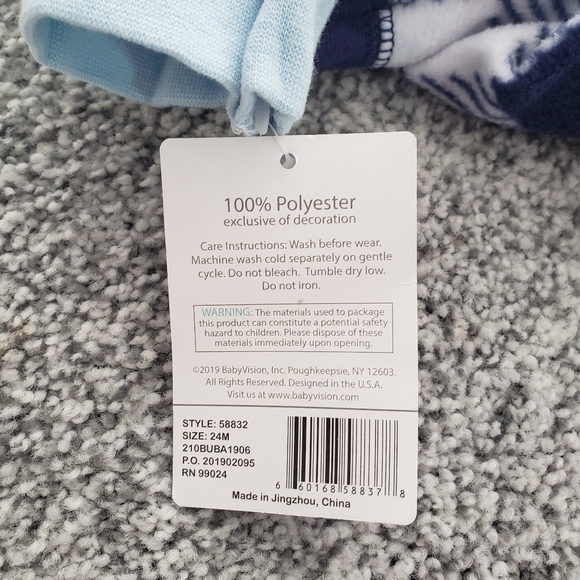 100% Polyester
exclusive of decoration
Care Instructions: Wash before wear.
Machine wash cold separately on gentle
cycle. Do not bleach. Tumble dry low.
Do not iron.
WARNING: The materials used to package
this product can constitute a potential safety
hazard to children. Please dispose of these
materials immediately upon opening.
©2019 BabyVision, Inc. Poughkeepsie, NY 12603.
All Rights Reserved. Designed in the U.S.A.
Visit us at www.babyvision.com
STYLE: 58832
SIZE: 24M
210BUBA1906
P.O. 201902095
RN 99024
6 60168 58837 8
Made in Jingzhou, China